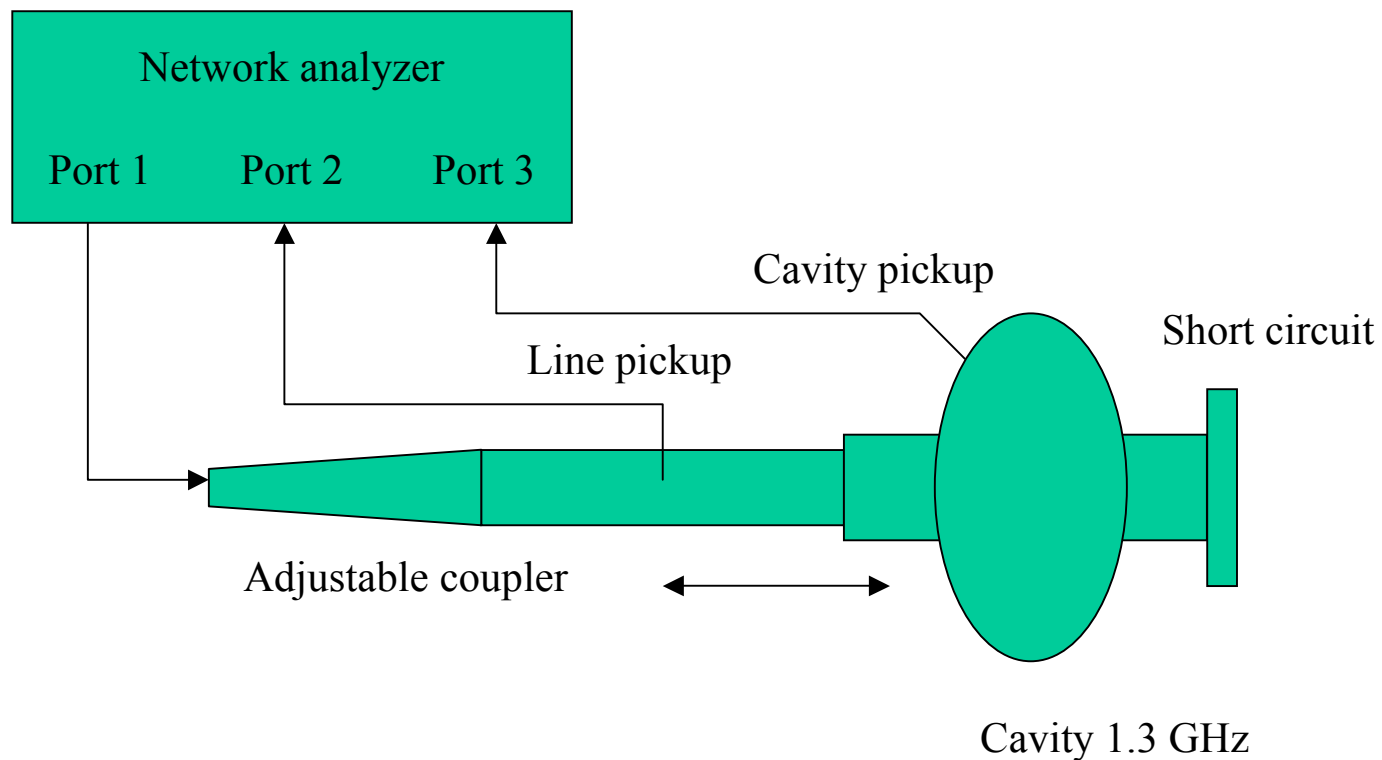 Network analyzer
Port 1 Port 2 Port 3
Cavity pickup
Short circuit
Line pickup
Adjustable coupler
Cavity 1.3 GHz